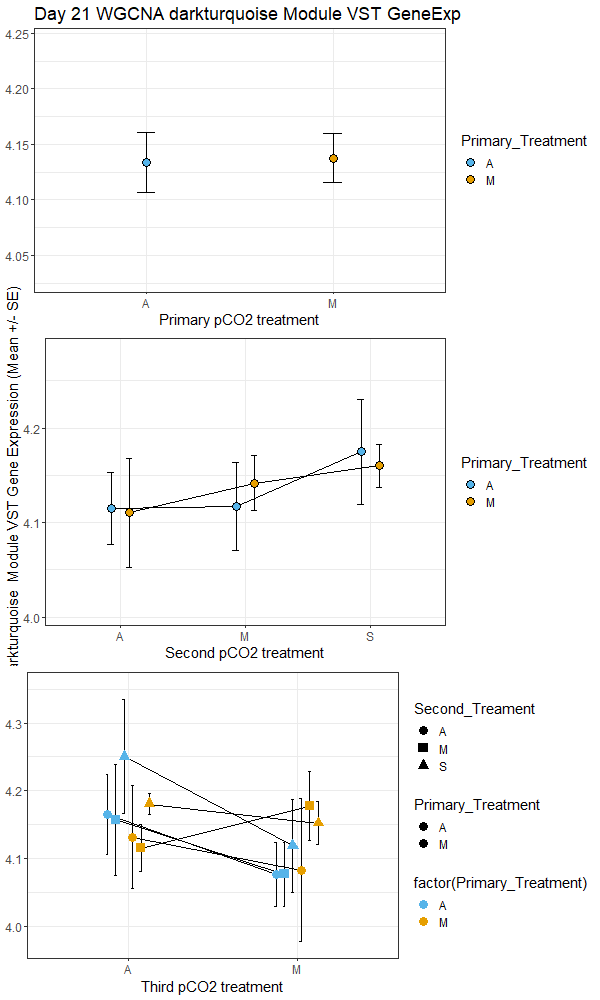 Day 21 WGCNA darkturquoise Module VST GeneExp
4.25
4.20
4.15
4.10
4.05
A
M
Primary pCO2 treatment
Primary_Treatment
A
M
arkturquoise Module VST Gene Expression (Mean +/- SE)
4.2
4.1
4.0
A
M
S
Second pCO2 treatment
Primary_Treatment
A
M
4.3
4.2
4.1
4.0
A
M
Third pCO2 treatment
Second_Treament
A
M
S
Primary_Treatment
A
M
factor(Primary_Treatment)
A
M